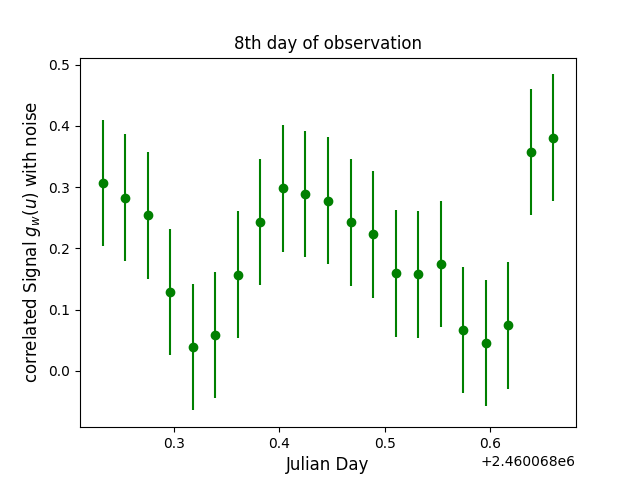 8th day of observation
correlated Signal g_w(u) with noise
0.5
0.4
0.3
0.2
0.1
0.0
0.3 0.4 0.5 0.6
Julian Day
+2.460068e6